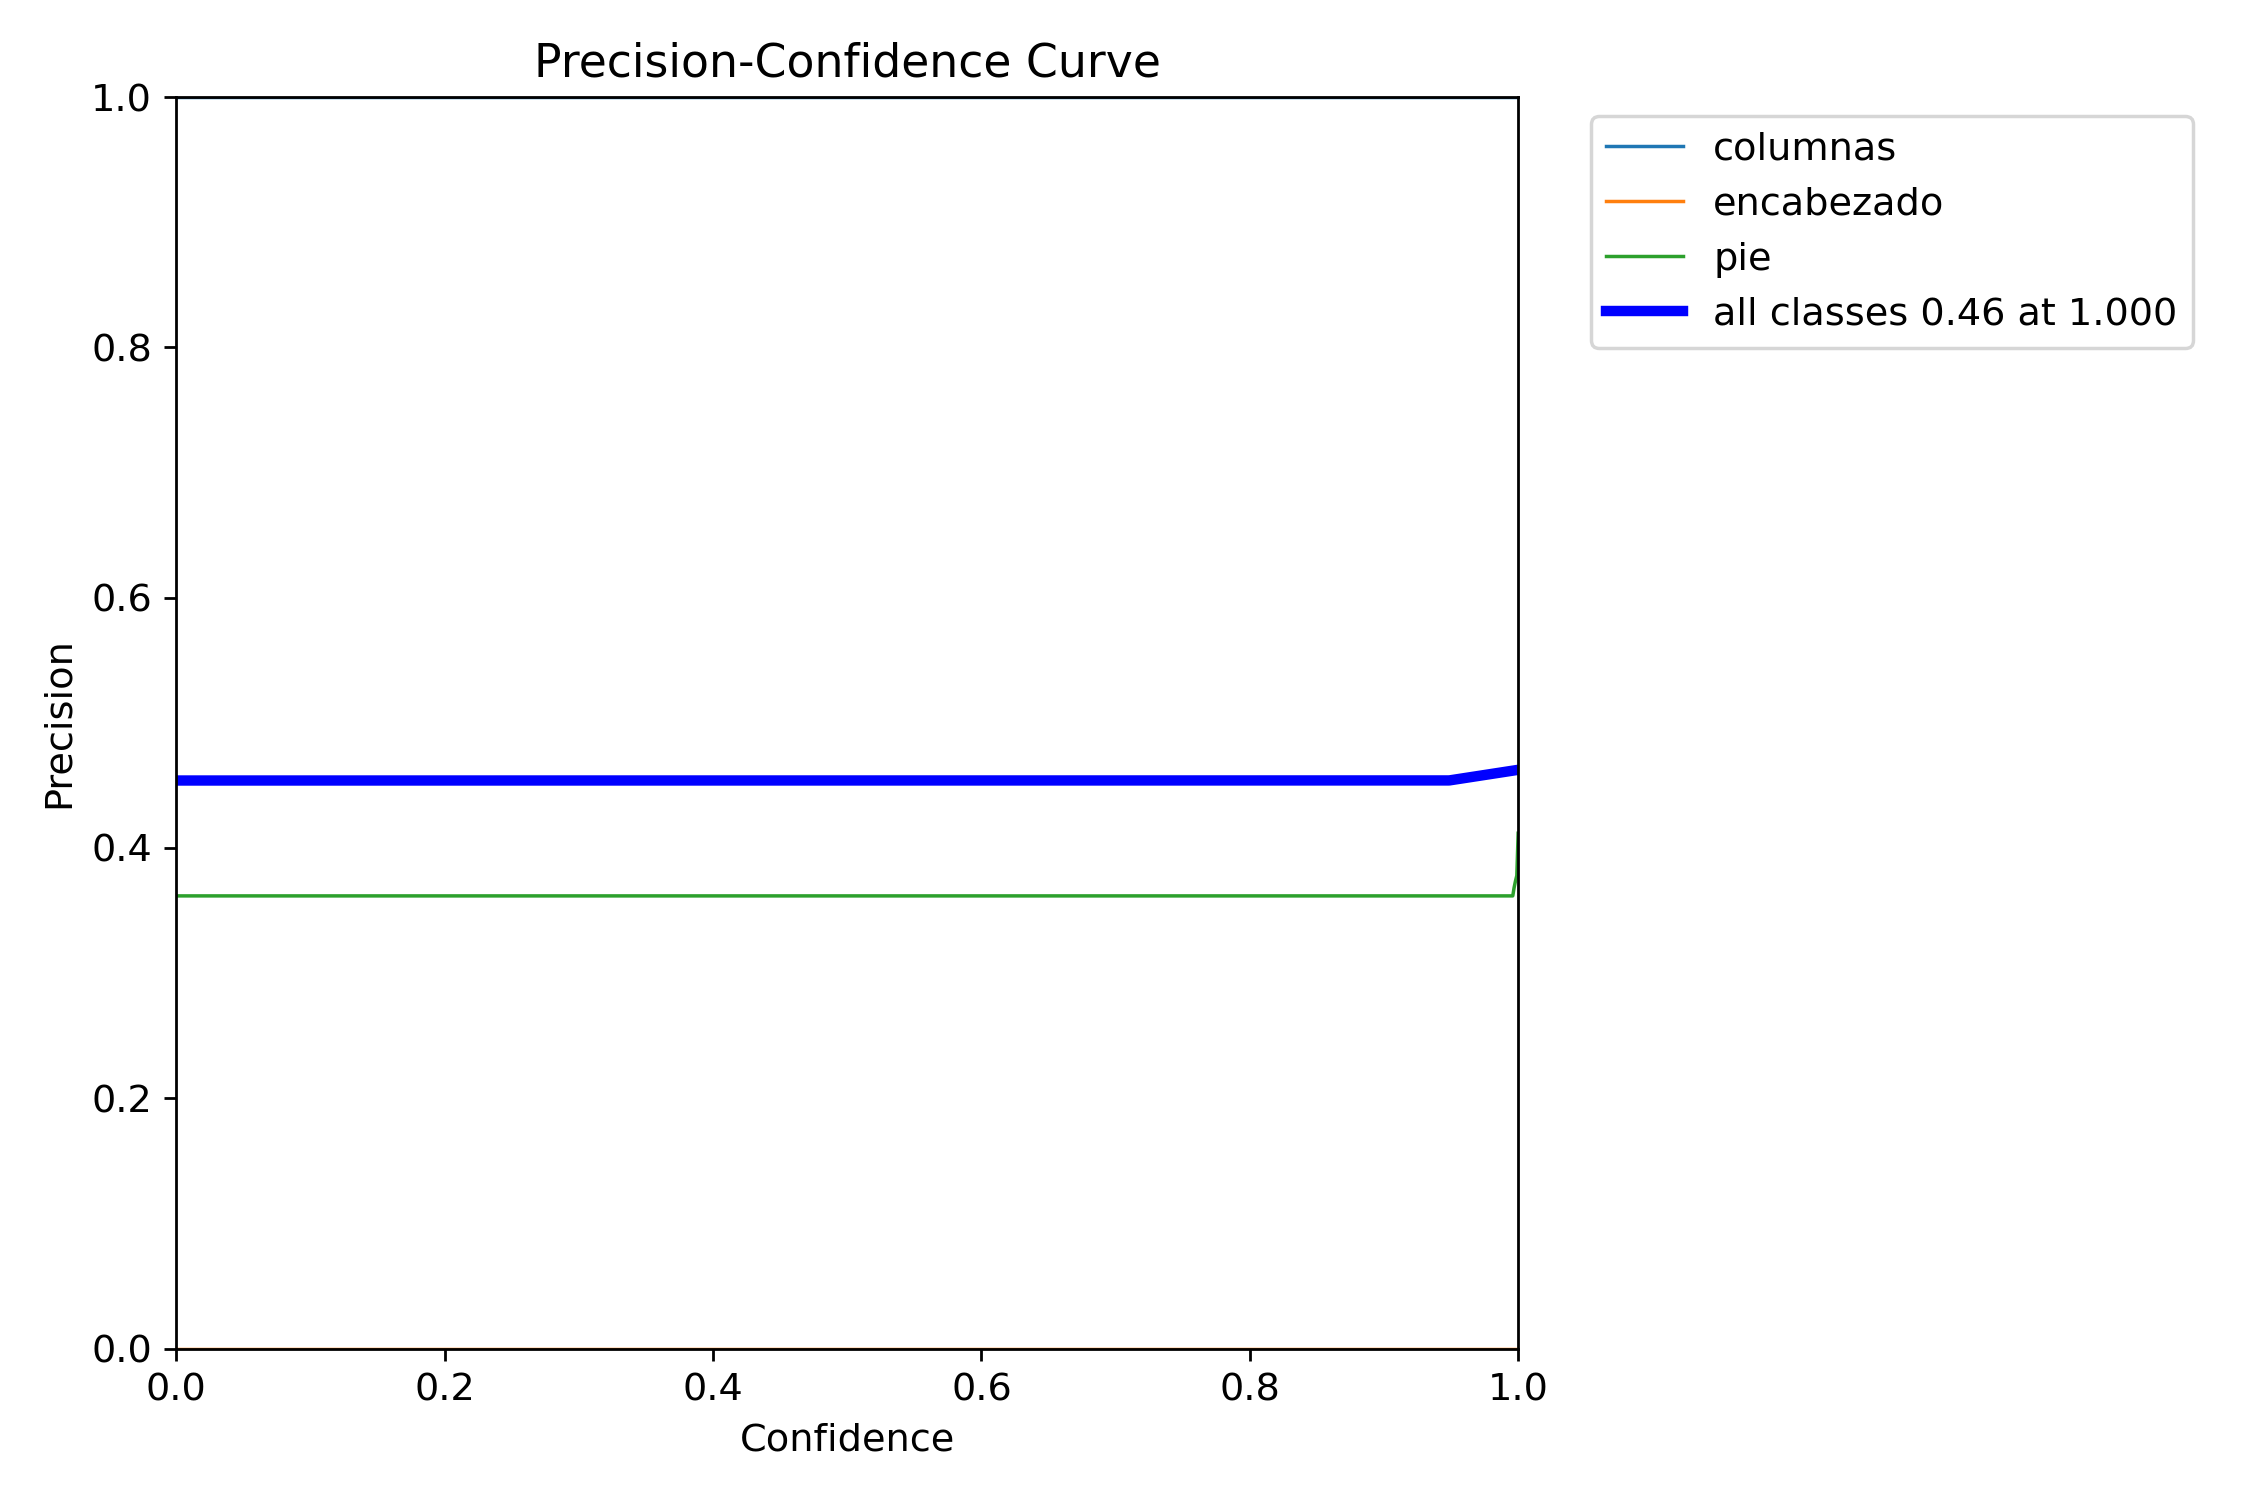 Precision-Confidence Curve
1.0
0.8
0.6
0.4
0.2
0.0
Precision
0.0 0.2 0.4 0.6 0.8 1.0
Confidence
columnas
encabezado
pie
all classes 0.46 at 1.000